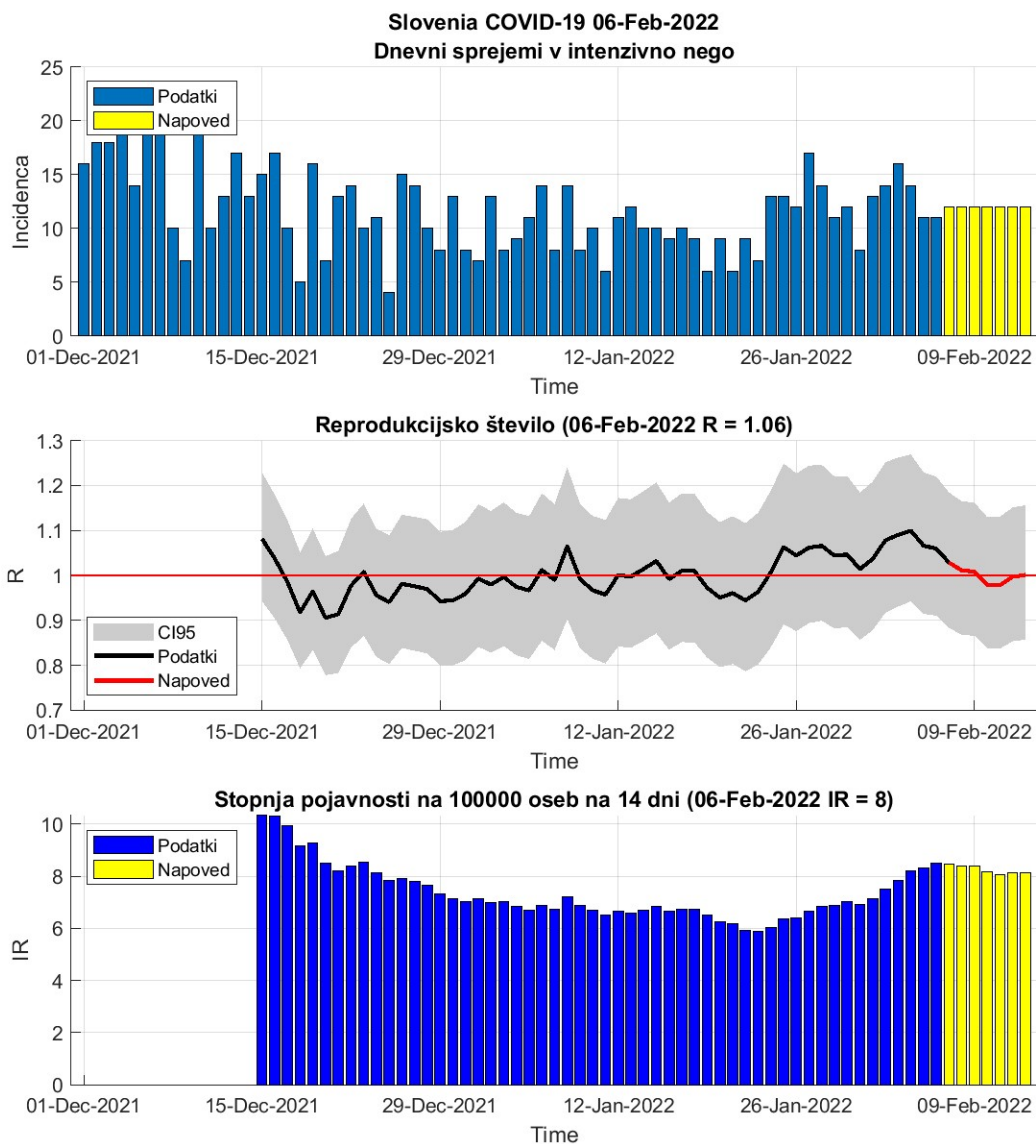 Slovenia COVID-19 06-Feb-2022
Dnevni sprejemi v intenzivno nego
25
20
15
10
5
0
Incidenca
Podatki
Napoved
01-Dec-2021 15-Dec-2021 29-Dec-2021 12-Jan-2022 26-Jan-2022 09-Feb-2022
Time
Reprodukcijsko število (06-Feb-2022 R = 1.06)
1.3
1.2
1.1
1
0.9
0.8
0.7
R
CI95
Podatki
Napoved
01-Dec-2021 15-Dec-2021 29-Dec-2021 12-Jan-2022 26-Jan-2022 09-Feb-2022
Time
Stopnja pojavnosti na 100000 oseb na 14 dni (06-Feb-2022 IR = 8)
10
8
6
4
2
0
IR
Podatki
Napoved
01-Dec-2021 15-Dec-2021 29-Dec-2021 12-Jan-2022 26-Jan-2022 09-Feb-2022
Time